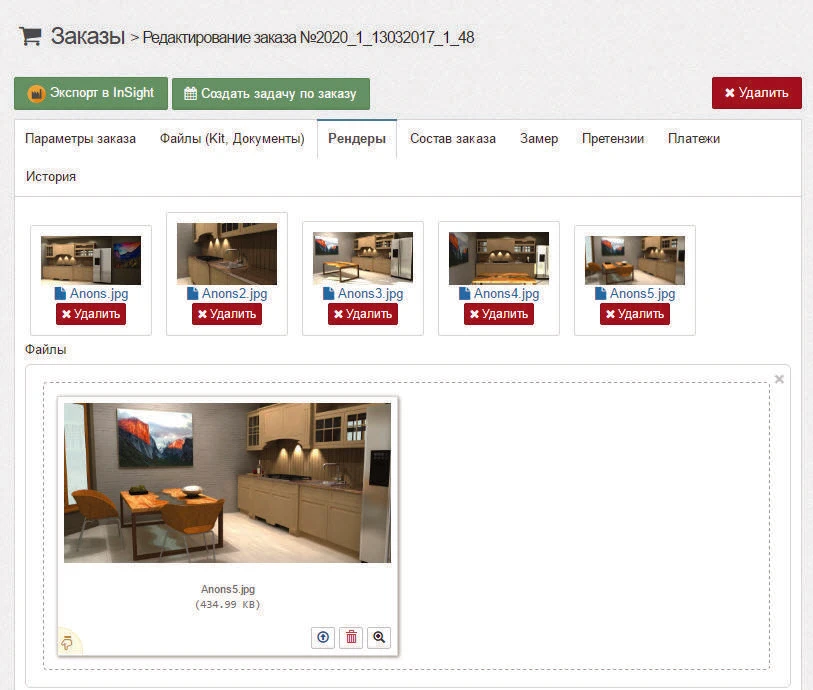 Заказы > Редактирование заказа №2020_1_13032017_1_48
Экспорт в InSight Создать задачу по заказу Удалить
Параметры заказа Файлы (Kit, Документы) Рендеры Состав заказа Замер Претензии Платежи
История
Anons.jpg Anons2.jpg Anons3.jpg Anons4.jpg Anons5.jpg
Удалить Удалить Удалить Удалить Удалить
Файлы
Anons5.jpg
(434.99 KB)